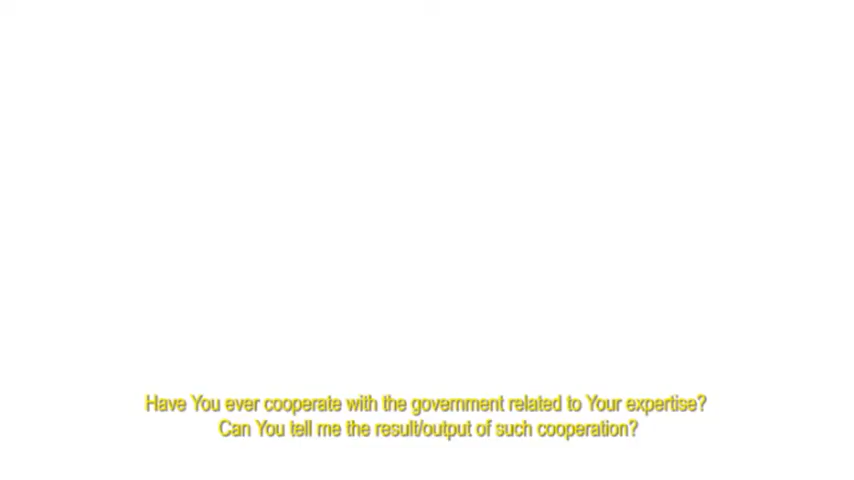 Have You ever cooperate with the government related to Your expertise?
Can You tell me the result/output of such cooperation?